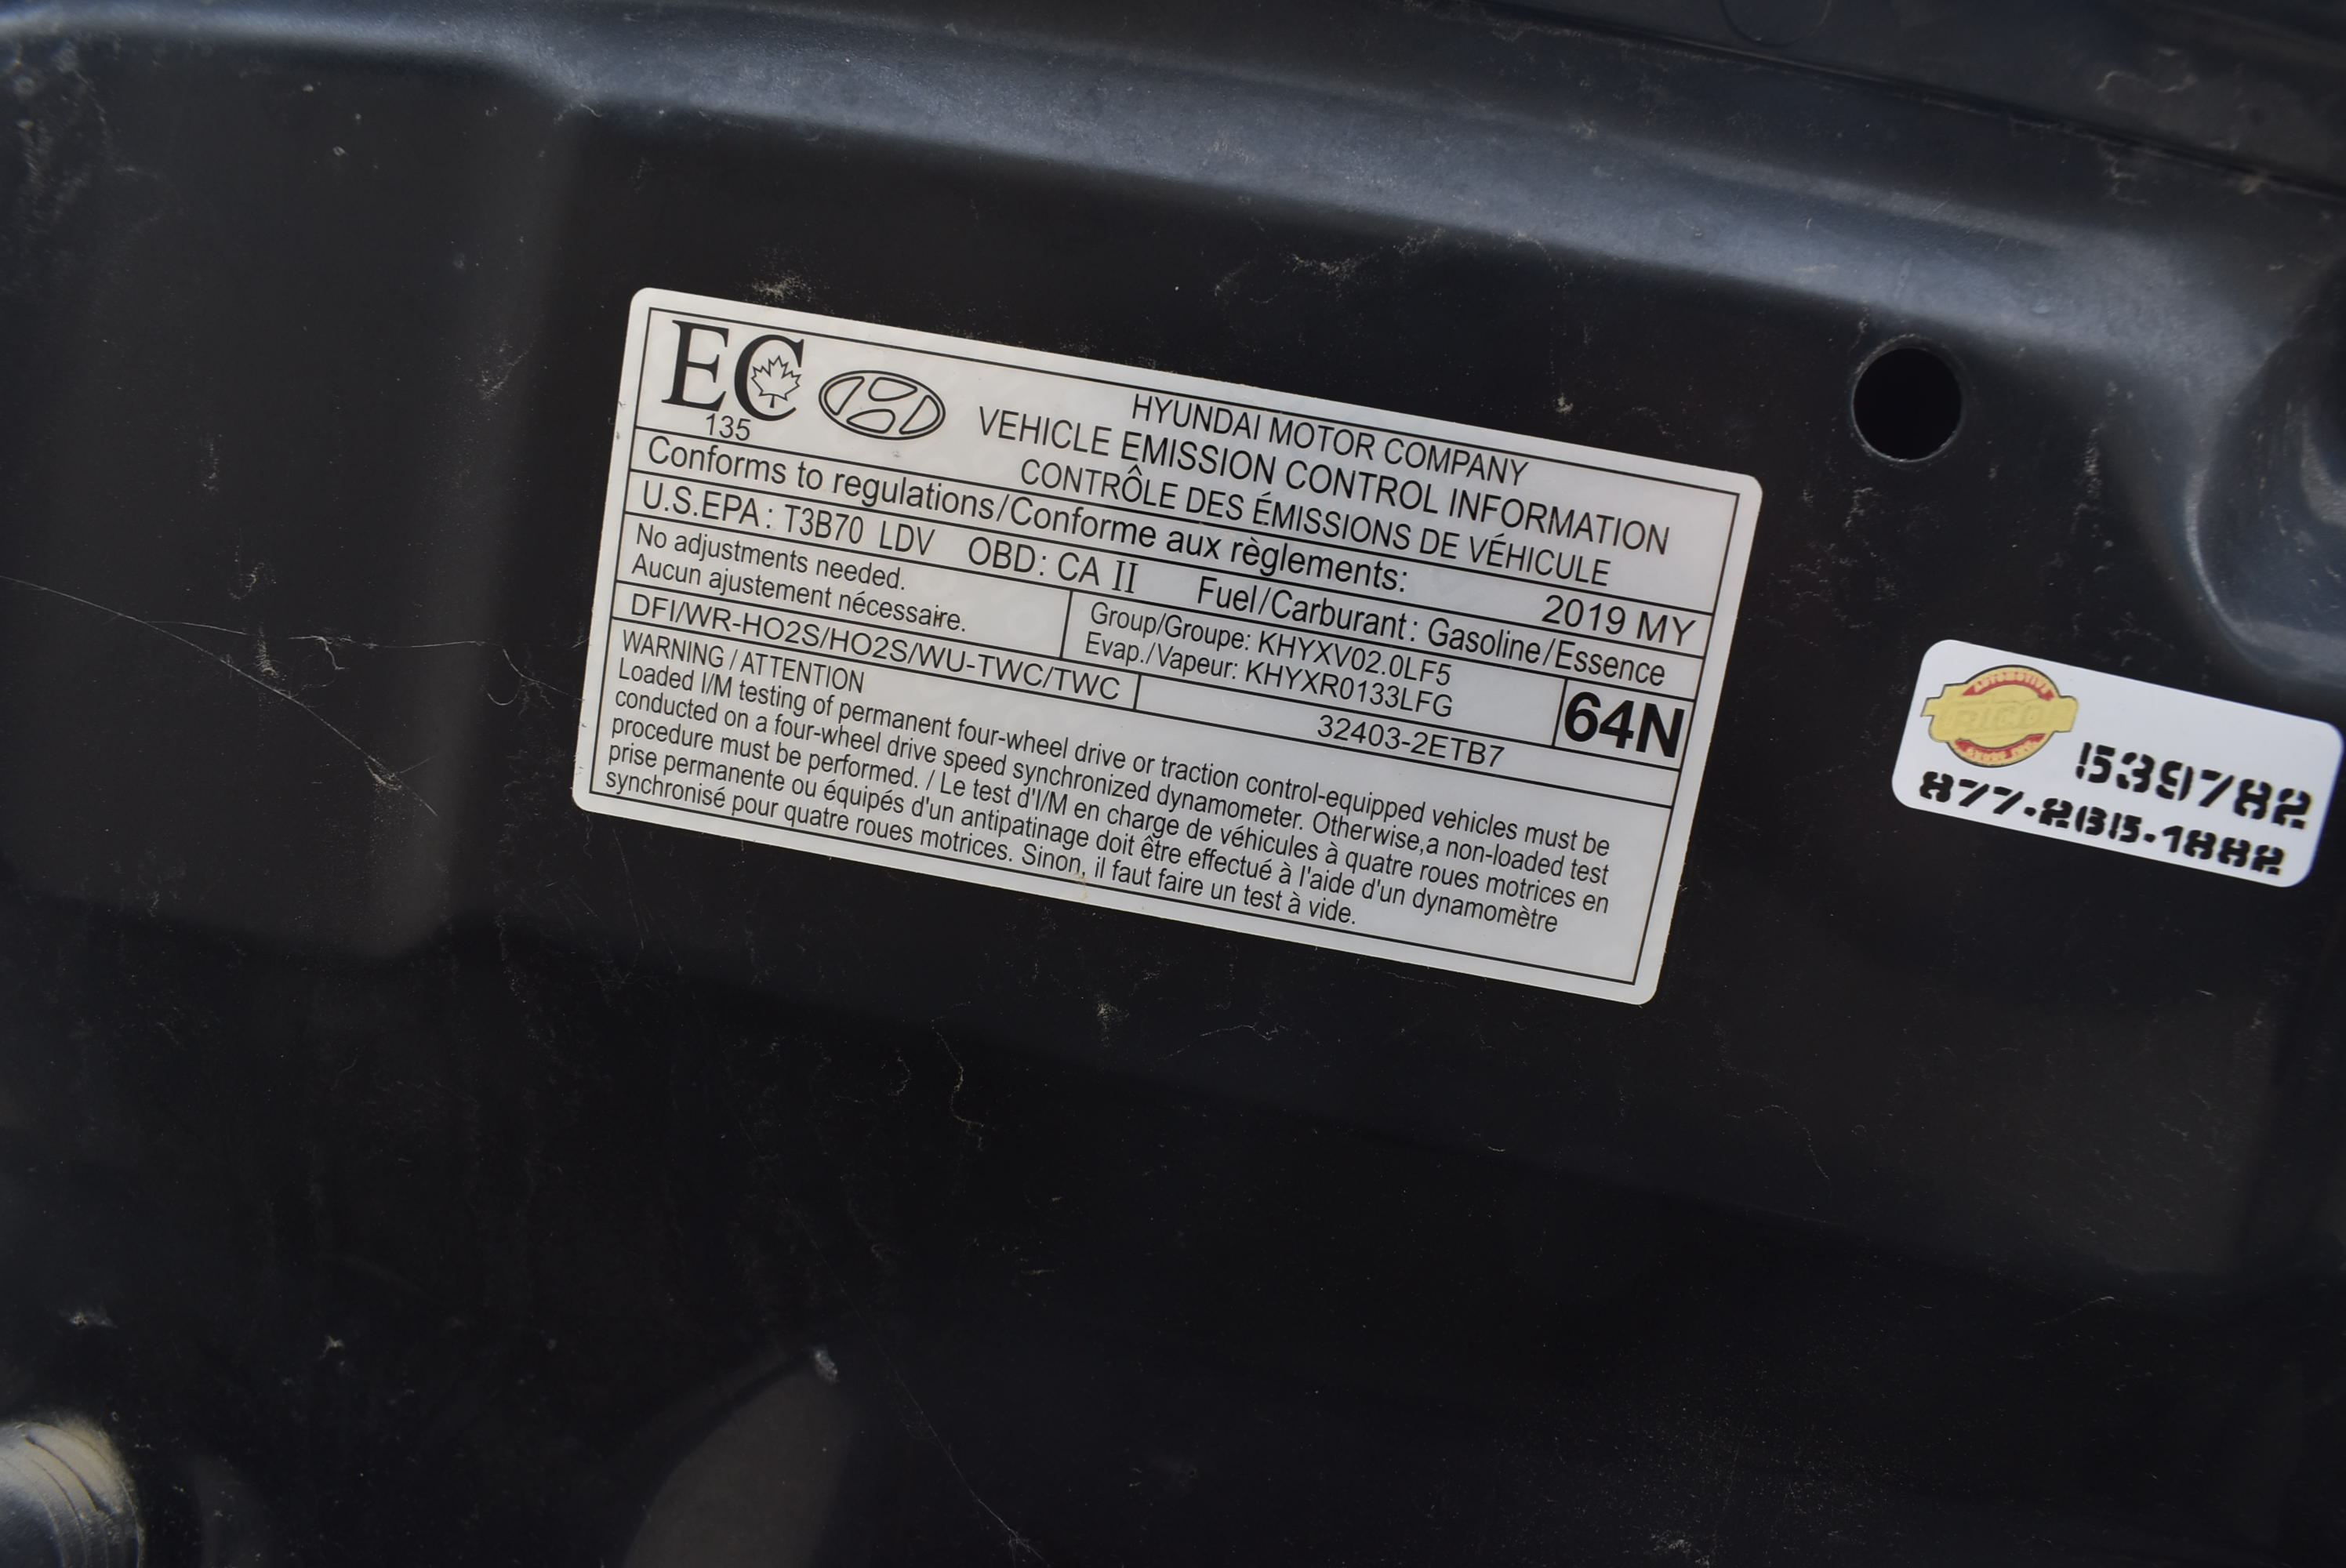 EC
135
HYUNDAI MOTOR COMPANY
VEHICLE EMISSION CONTROL INFORMATION
CONTRÔLE DES ÉMISSIONS DE VÉHICULE
Conforms to regulations/Conforme aux règlements: 2019 MY
U.S.EPA: T3B70 LDV OBD: CA II Fuel/Carburant: Gasoline/Essence
No adjustments needed.
Aucun ajustement nécessaire.
Group/Groupe: KHYXV02.0LF5
Evap./Vapeur: KHYXR0133LFG
64N
DFI/WR-HO2S/HO2S/WU-TWC/TWC
32403-2ETB7
WARNING / ATTENTION
Loaded I/M testing of permanent four-wheel drive or traction control-equipped vehicles must be
conducted on a four-wheel drive speed synchronized dynamometer. Otherwise,a non-loaded test
procedure must be performed. / Le test d'I/M en charge de véhicules à quatre roues motrices en
prise permanente ou équipés d'un antipatinage doit être effectué à l'aide d'un dynamomètre
synchronisé pour quatre roues motrices. Sinon, il faut faire un test à vide.
AUTOMOTIVE
RICO
539782